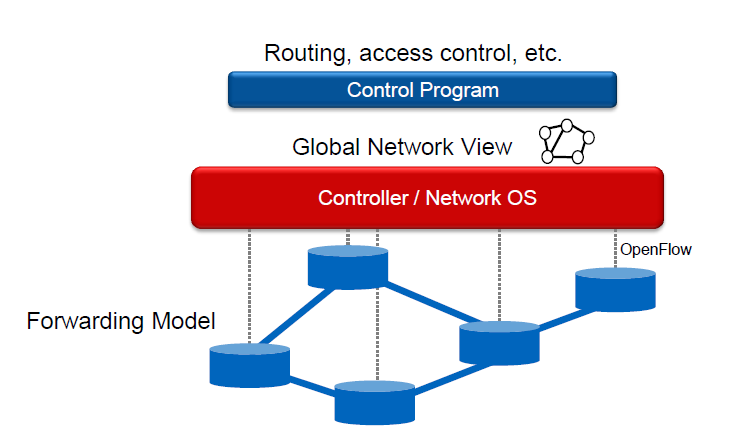 Routing, access control, etc.
Control Program
Global Network View
Controller / Network OS
OpenFlow
Forwarding Model